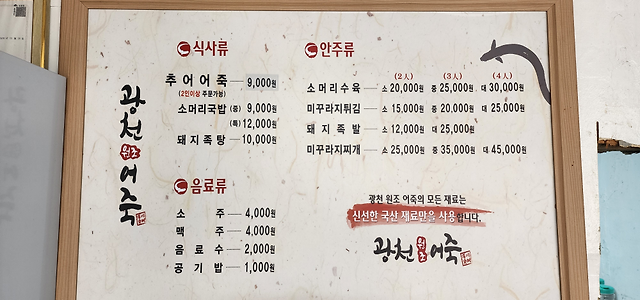 광천 원조 어죽
식사류
추어어죽 9,000원
(2인이상 주문가능)
소머리국밥 (중) 9,000원
(특) 12,000원
돼지족탕 10,000원
음료류
소주 4,000원
맥주 4,000원
음료수 2,000원
공기밥 1,000원
안주류
(2人) (3人) (4人)
소머리수육 소 20,000원 중 25,000원 대 30,000원
미꾸라지튀김 소 15,000원 중 20,000원 대 25,000원
돼지족발 소 12,000원 대 25,000원
미꾸라지찌개 소 25,000원 중 35,000원 대 45,000원
광천 원조 어죽의 모든 재료는
신선한 국산 재료만을 사용합니다.
광천 원조 어죽